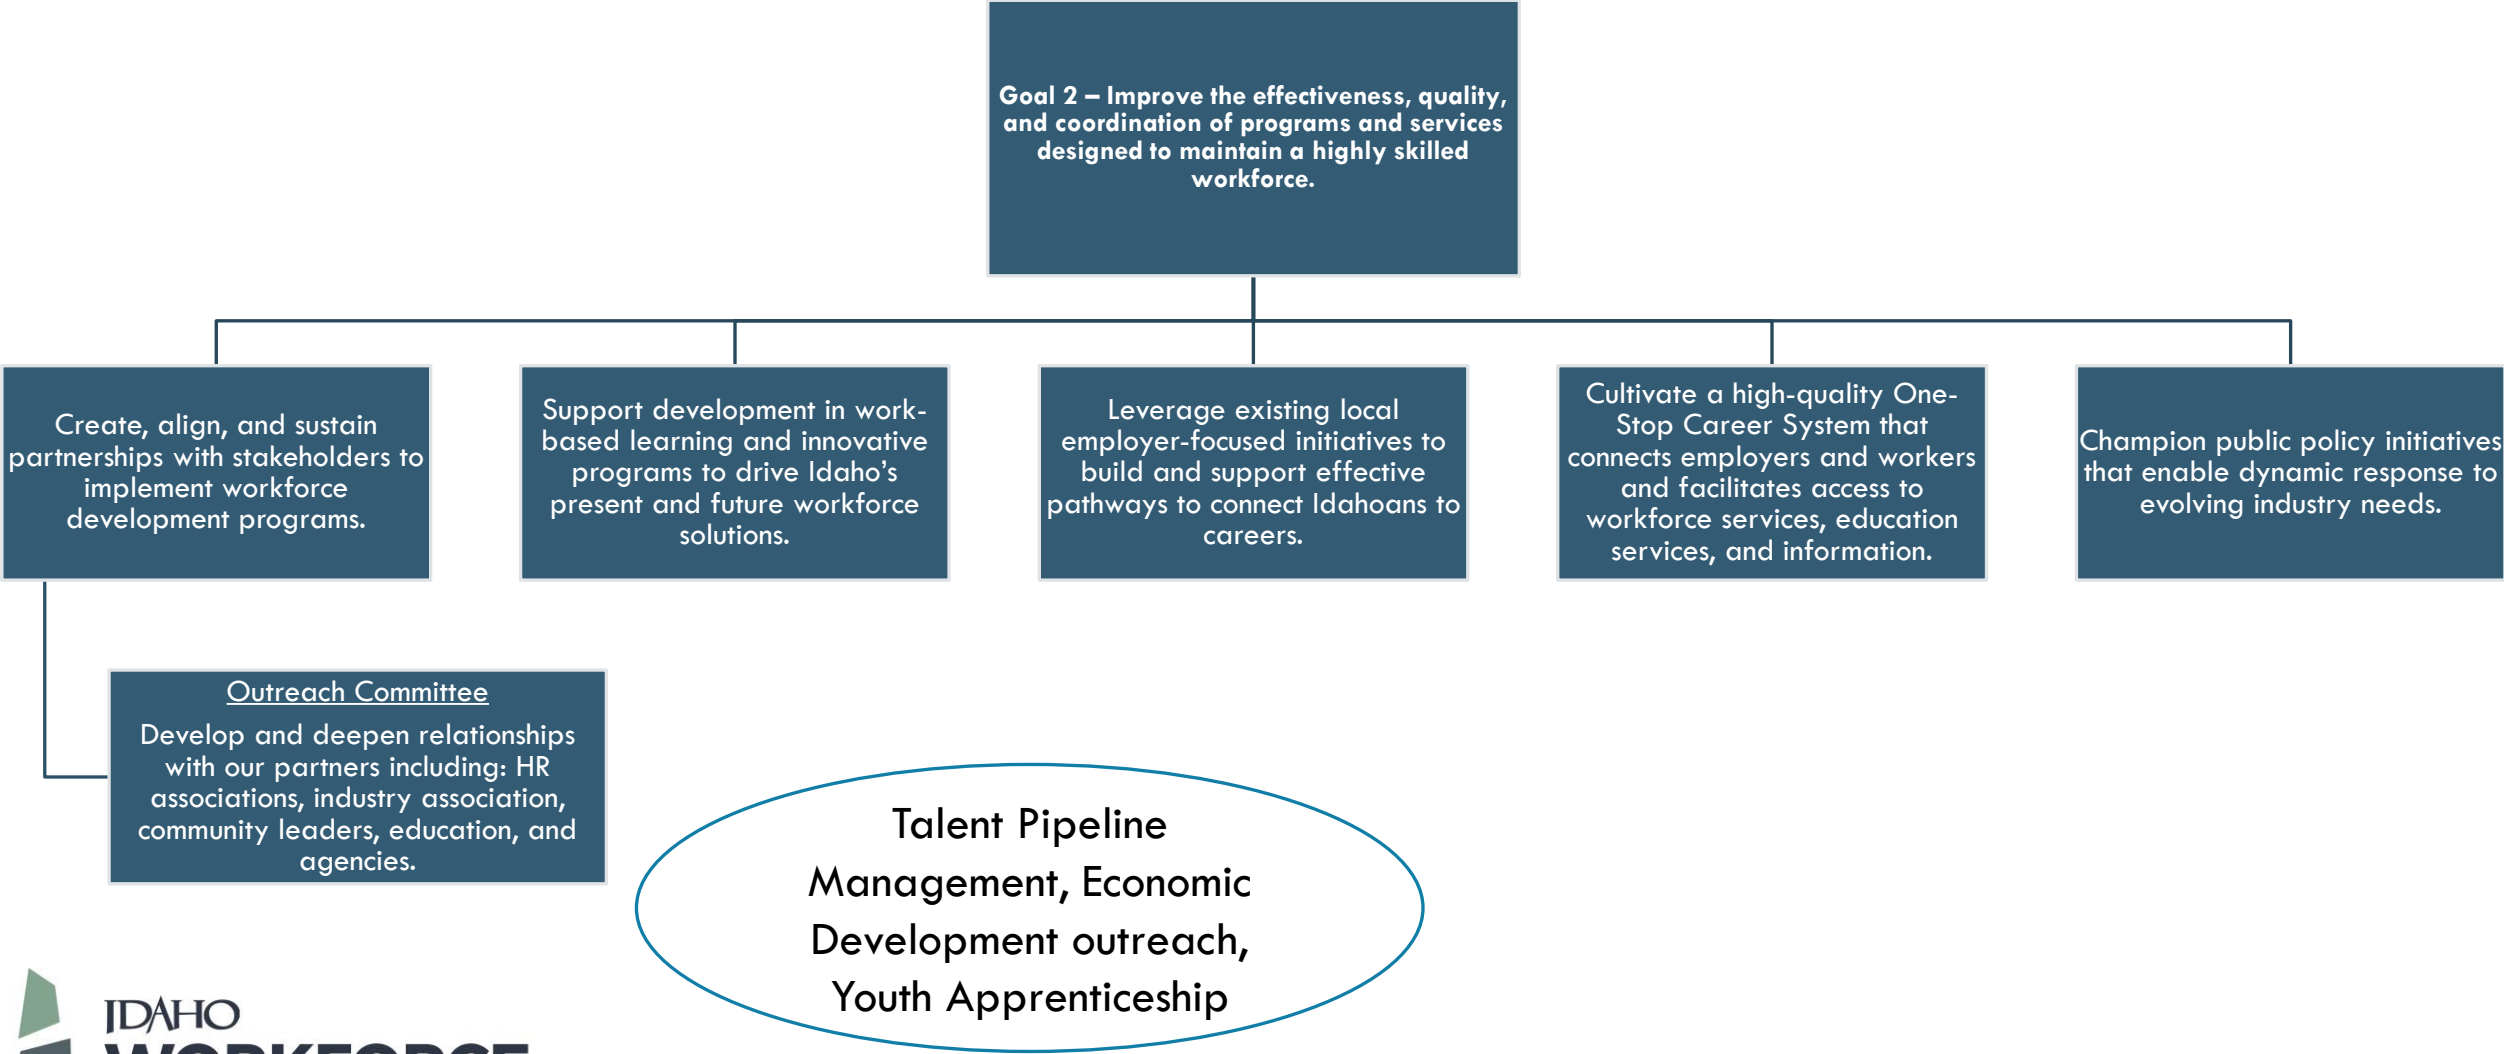 Goal 2 – Improve the effectiveness, quality,
and coordination of programs and services
designed to maintain a highly skilled
workforce.
Create, align, and sustain
partnerships with stakeholders to
implement workforce
development programs.
Support development in work-
based learning and innovative
programs to drive Idaho’s
present and future workforce
solutions.
Leverage existing local
employer-focused initiatives to
build and support effective
pathways to connect Idahoans to
careers.
Cultivate a high-quality One-
Stop Career System that
connects employers and workers
and facilitates access to
workforce services, education
services, and information.
Champion public policy initiatives
that enable dynamic response to
evolving industry needs.
Outreach Committee
Develop and deepen relationships
with our partners including: HR
associations, industry association,
community leaders, education, and
agencies.
Talent Pipeline
Management, Economic
Development outreach,
Youth Apprenticeship
IDAHO
WORKFORCE